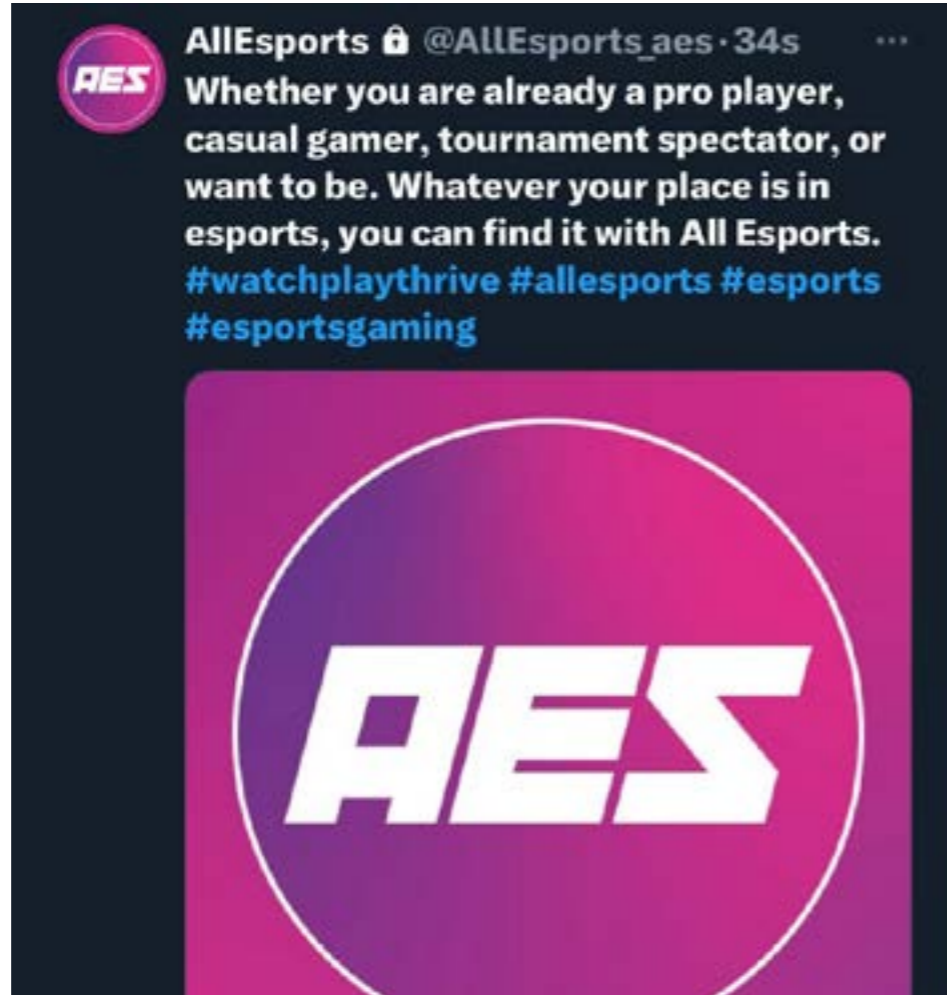 AES
AllEsports @AllEsports_aes·34s
Whether you are already a pro player,
casual gamer, tournament spectator, or
want to be. Whatever your place is in
esports, you can find it with All Esports.
#watchplaythrive #allesports #esports
#esportsgaming
AES